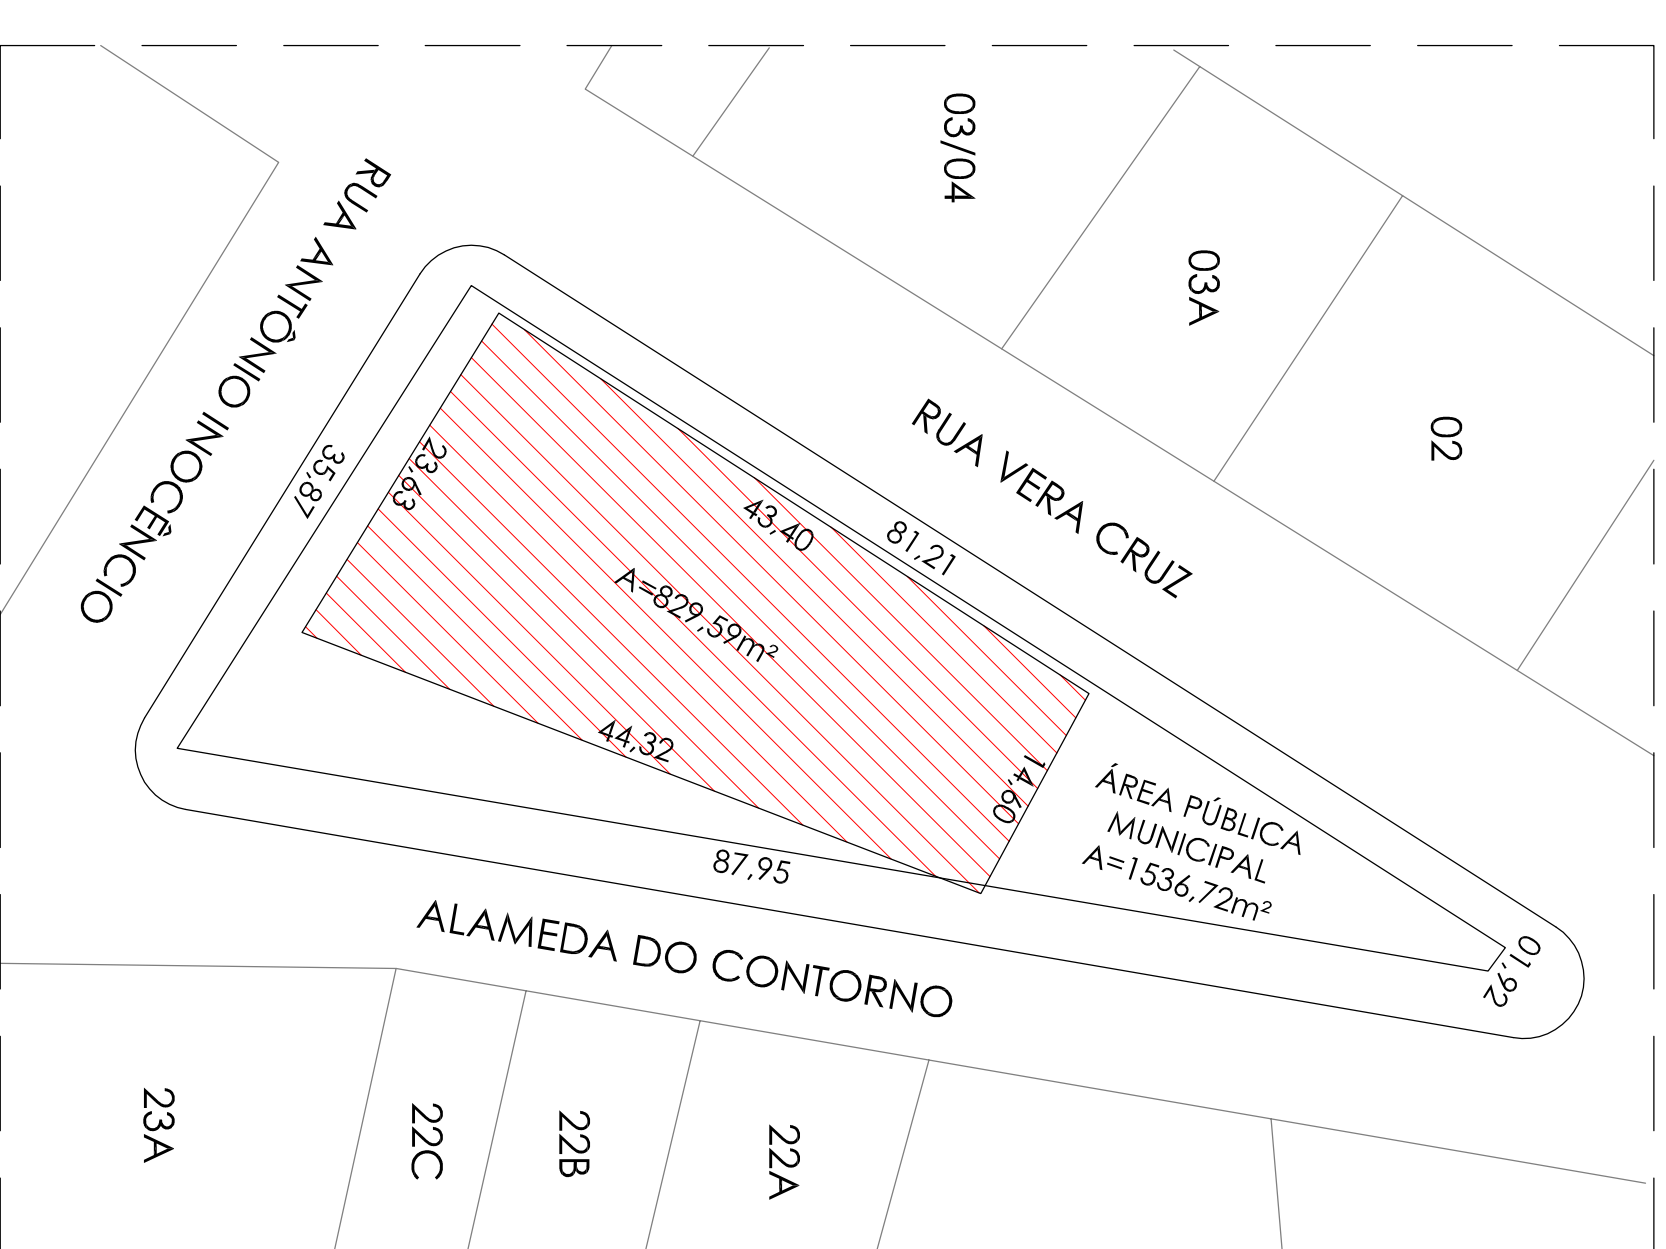 03/04
03A
02
RUA ANTÔNIO INOCÊNCIO
RUA VERA CRUZ
35,87
23,63
43,40
81,21
A=829,59m²
44,32
14,60
ÁREA PÚBLICA
MUNICIPAL
A=1536,72m²
87,95
01,92
ALAMEDA DO CONTORNO
23A
22C
22B
22A